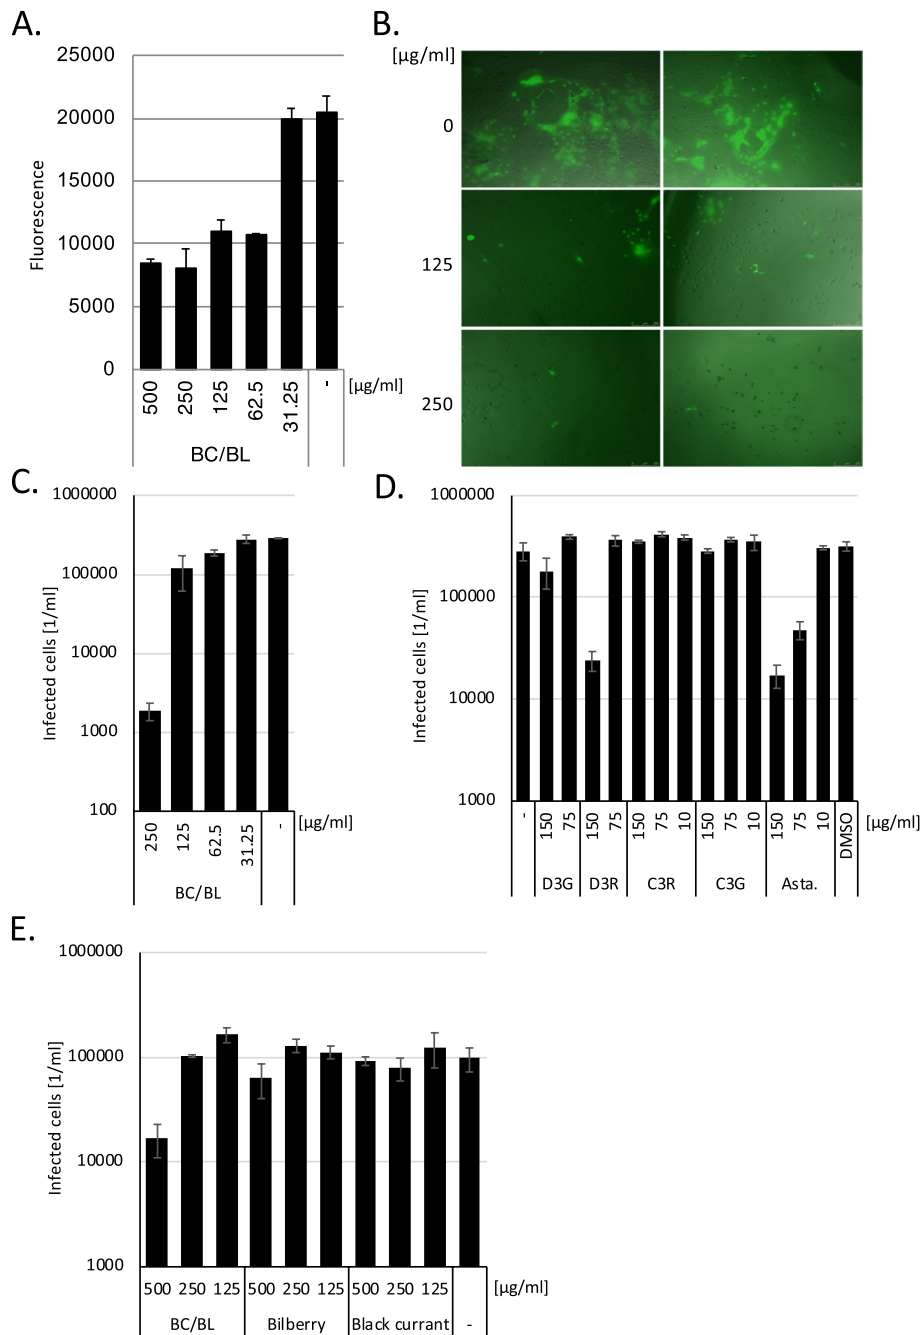 A.
25000
20000
15000
10000
5000
0
Fluorescence
500 250 125 62.5 31.25 - [µg/ml]
BC/BL
B.
[µg/ml]
0
125
250
C.
1000000
100000
10000
1000
100
Infected cells [1/ml]
250 125 62.5 31.25 - [µg/ml]
BC/BL
D.
1000000
100000
10000
1000
Infected cells [1/ml]
- 150 75 150 75 150 75 10 150 75 10 150 75 10 DMSO [µg/ml]
D3G D3R C3R C3G Asta.
E.
1000000
100000
10000
1000
Infected cells [1/ml]
500 250 125 500 250 125 500 250 125 [µg/ml]
BC/BL Bilberry Black currant -